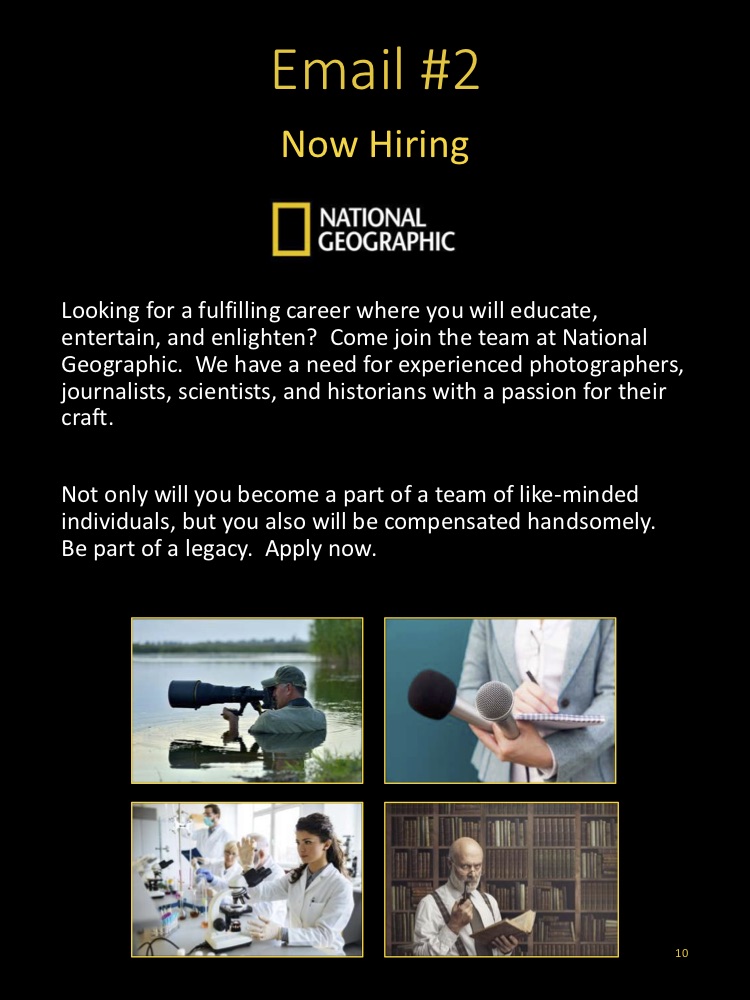 Email #2
Now Hiring
NATIONAL
GEOGRAPHIC
Looking for a fulfilling career where you will educate,
entertain, and enlighten?  Come join the team at National
Geographic.  We have a need for experienced photographers,
journalists, scientists, and historians with a passion for their
craft.
Not only will you become a part of a team of like-minded
individuals, but you also will be compensated handsomely.
Be part of a legacy.  Apply now.
10